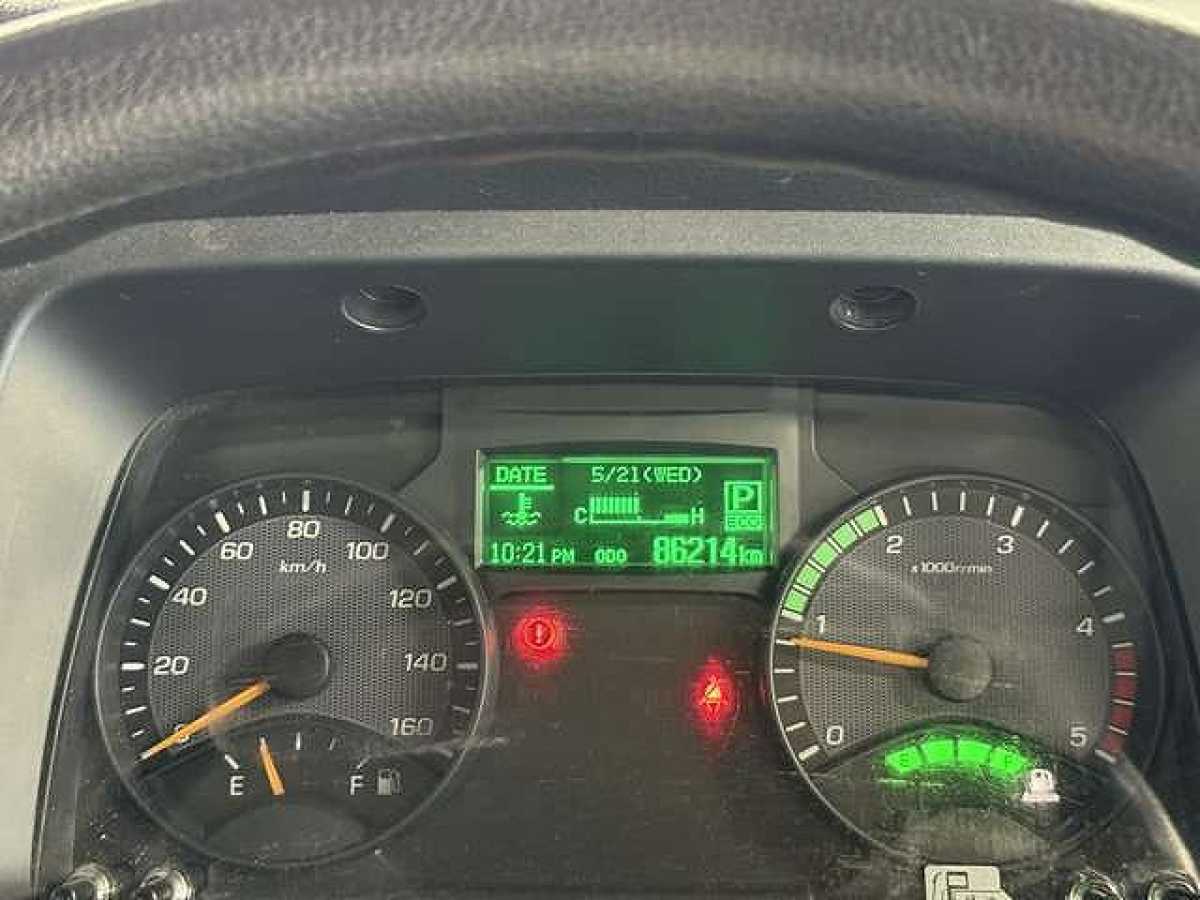 DATE 5/21(WED)
P
C H
10:21 PM ODO 86214km
0 20 40 60 80 100 120 140 160
km/h
E F
0 1 2 3 4 5
x1000r/min
E F